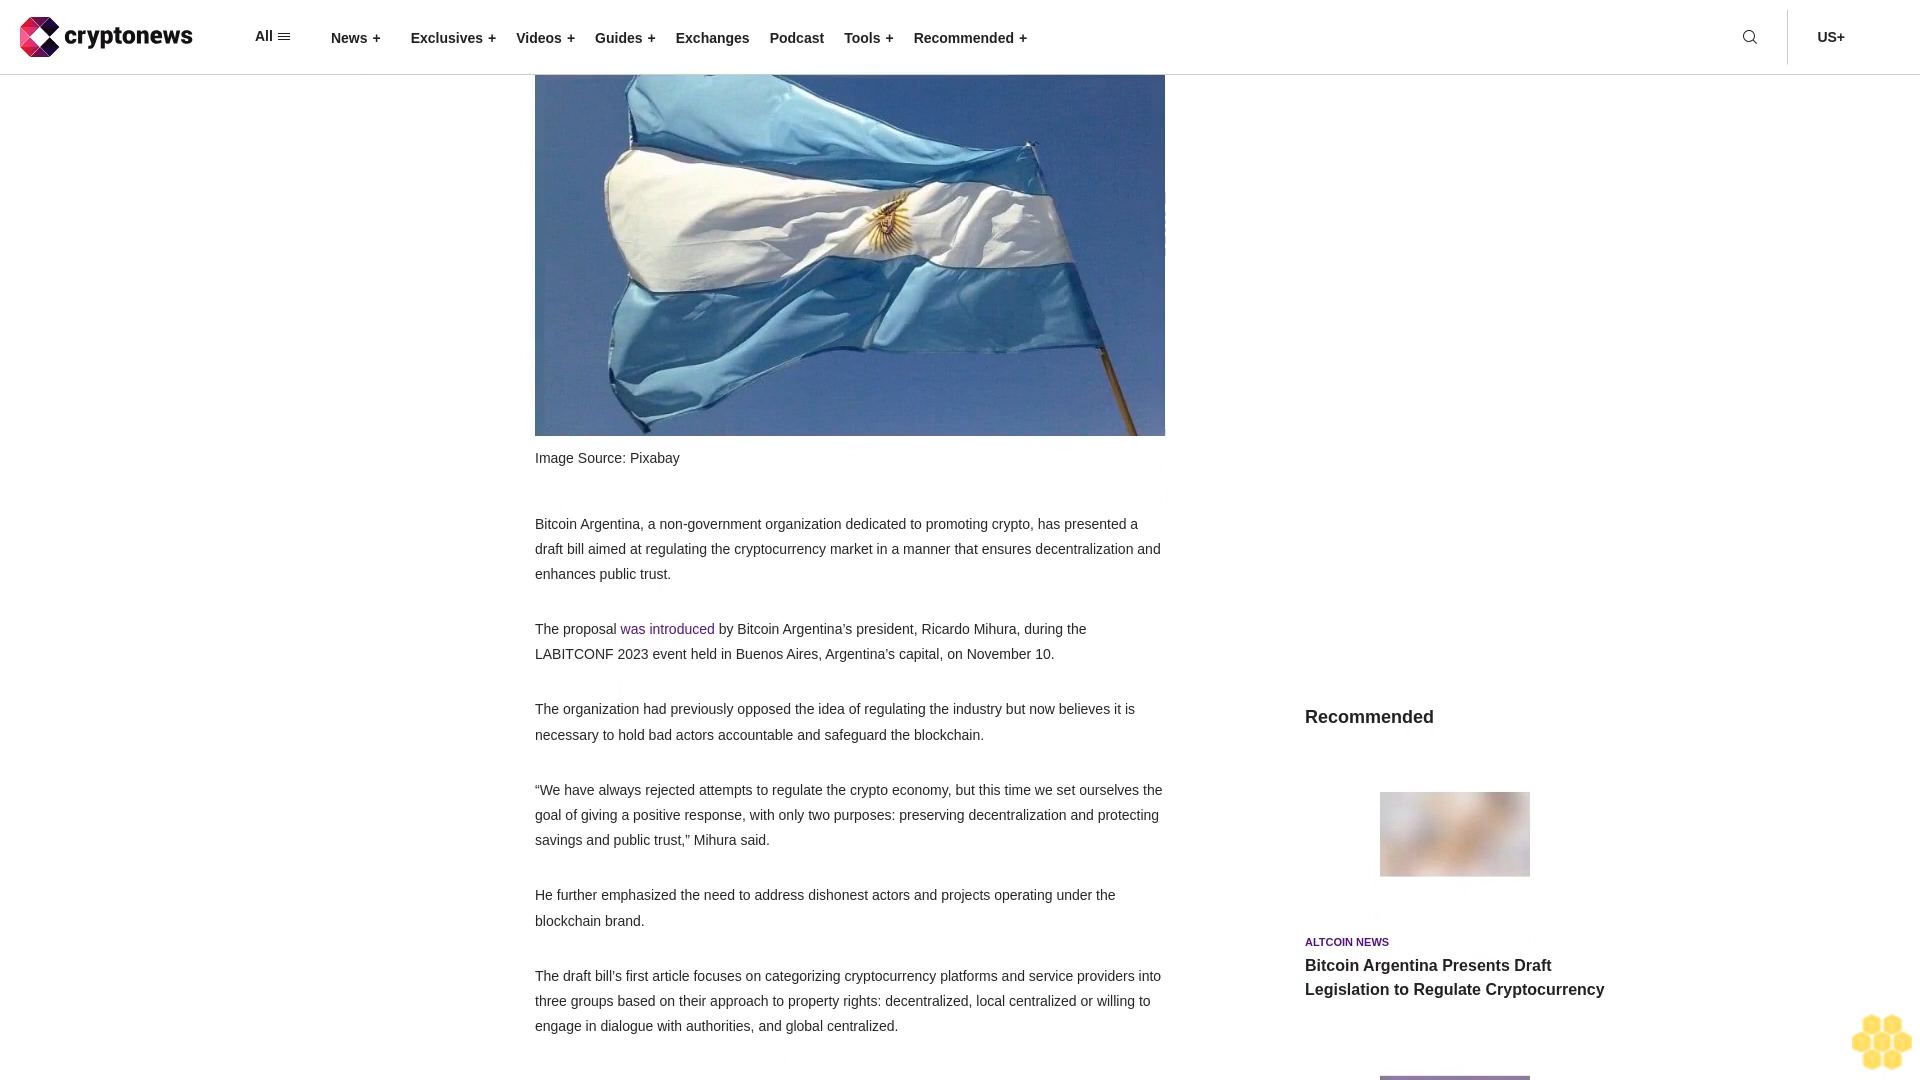 cryptonews
All
News +
Exclusives +
Videos +
Guides +
Exchanges
Podcast
Tools +
Recommended +
US+
Image Source: Pixabay
Bitcoin Argentina, a non-government organization dedicated to promoting crypto, has presented a
draft bill aimed at regulating the cryptocurrency market in a manner that ensures decentralization and
enhances public trust.
The proposal was introduced by Bitcoin Argentina’s president, Ricardo Mihura, during the
LABITCONF 2023 event held in Buenos Aires, Argentina’s capital, on November 10.
The organization had previously opposed the idea of regulating the industry but now believes it is
necessary to hold bad actors accountable and safeguard the blockchain.
“We have always rejected attempts to regulate the crypto economy, but this time we set ourselves the
goal of giving a positive response, with only two purposes: preserving decentralization and protecting
savings and public trust,” Mihura said.
He further emphasized the need to address dishonest actors and projects operating under the
blockchain brand.
The draft bill’s first article focuses on categorizing cryptocurrency platforms and service providers into
three groups based on their approach to property rights: decentralized, local centralized or willing to
engage in dialogue with authorities, and global centralized.
Recommended
ALTCOIN NEWS
Bitcoin Argentina Presents Draft
Legislation to Regulate Cryptocurrency